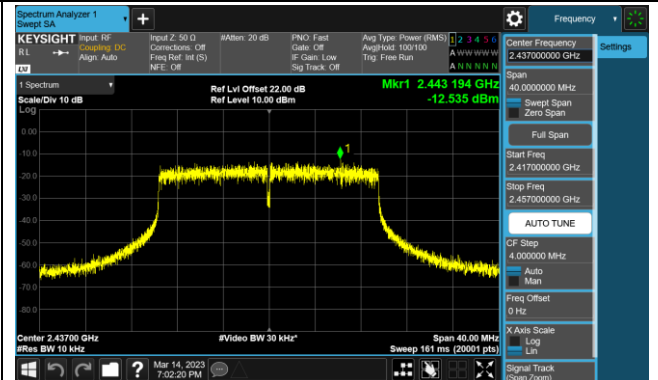 Spectrum Analyzer 1
Swept SA
+
Frequency
KEYSIGHT
RL
LXI
Input: RF
Coupling: DC
Align: Auto
Input Z: 50 Ω
Corrections: Off
Freq Ref: Int (S)
NFE: Off
#Atten: 20 dB
PNO: Fast
Gate: Off
IF Gain: Low
Sig Track: Off
Avg Type: Power (RMS)
Avg|Hold: 100/100
Trig: Free Run
1 2 3 4 5 6
A W W W W W
A N N N N N
1 Spectrum
Scale/Div 10 dB
Log
Ref Lvl Offset 22.00 dB
Ref Level 10.00 dBm
Mkr1 2.443 194 GHz
-12.535 dBm
1
0.00
-10.0
-20.0
-30.0
-40.0
-50.0
-60.0
-70.0
-80.0
Center 2.43700 GHz
#Res BW 10 kHz
#Video BW 30 kHz*
Span 40.00 MHz
Sweep 161 ms (20001 pts)
?
Mar 14, 2023
7:02:20 PM
Center Frequency
2.437000000 GHz
Span
40.0000000 MHz
Swept Span
Zero Span
Full Span
Start Freq
2.417000000 GHz
Stop Freq
2.457000000 GHz
AUTO TUNE
CF Step
4.000000 MHz
Auto
Man
Freq Offset
0 Hz
X Axis Scale
Log
Lin
Signal Track
(Span Zoom)
Settings